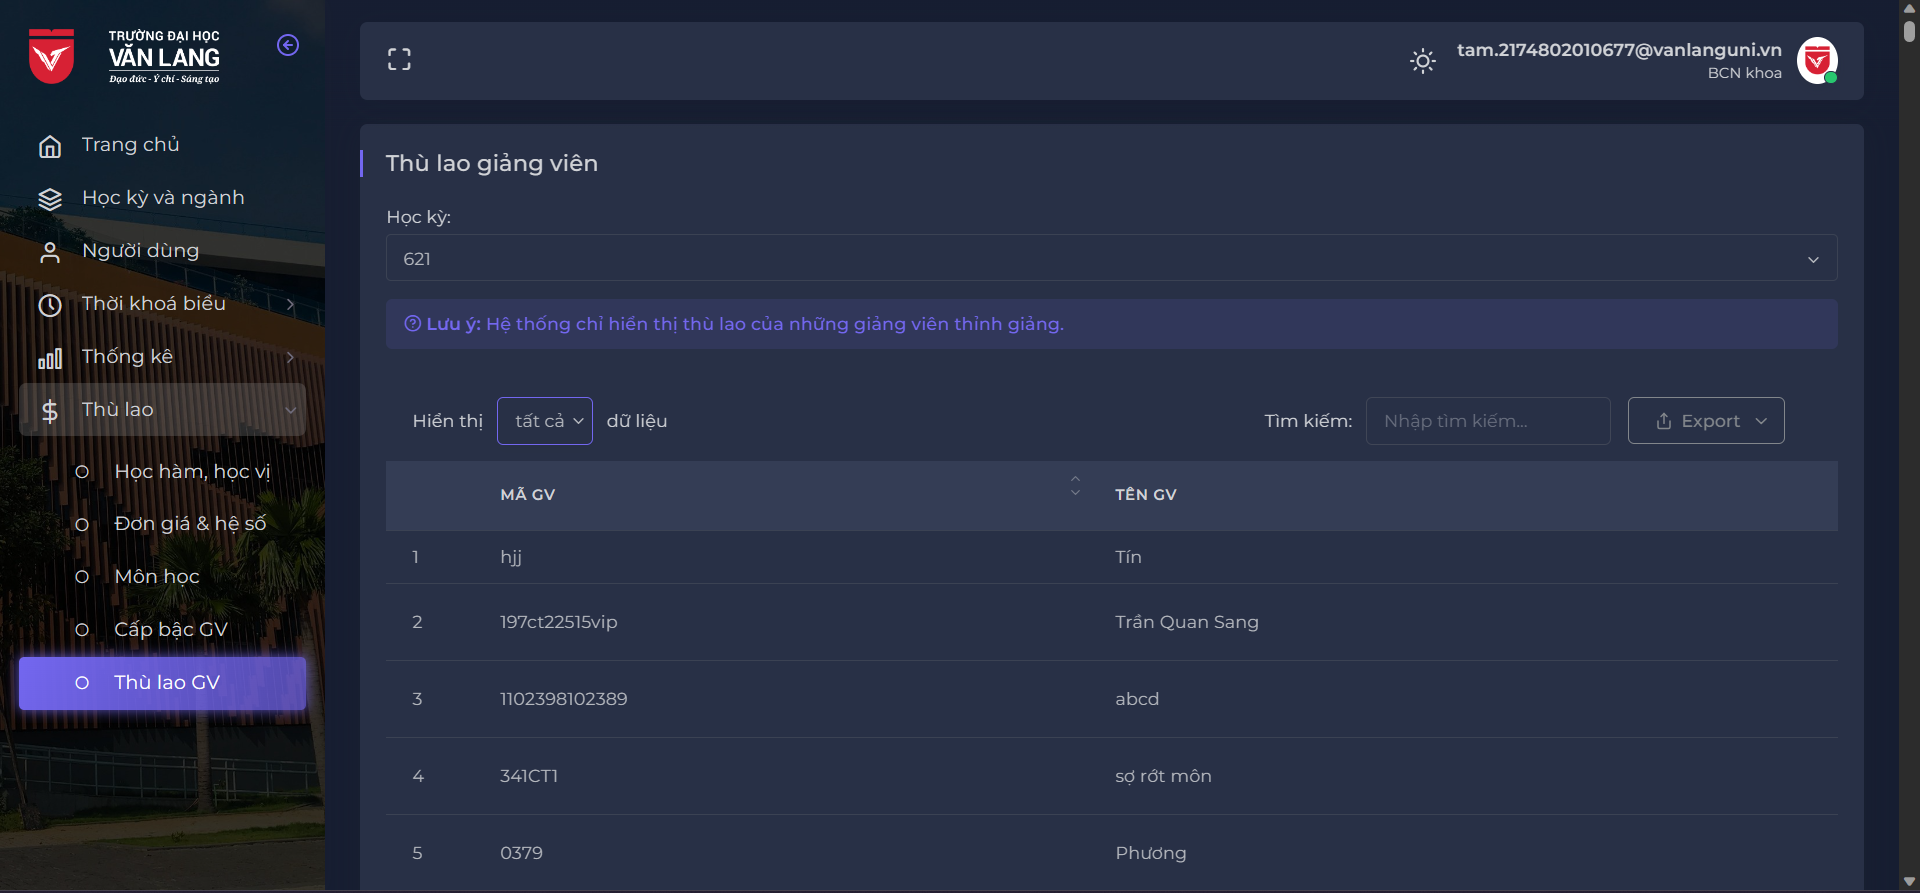 TRƯỜNG ĐẠI HỌC
VĂN LANG
Đạo đức - Ý chí - Sáng tạo
Trang chủ
Học kỳ và ngành
Người dùng
Thời khoá biểu
Thống kê
Thù lao
Học hàm, học vị
Đơn giá & hệ số
Môn học
Cấp bậc GV
Thù lao GV
tam.2174802010677@vanlanguni.vn
BCN khoa
Thù lao giảng viên
Học kỳ:
621
Lưu ý: Hệ thống chỉ hiển thị thù lao của những giảng viên thỉnh giảng.
Hiển thị tất cả dữ liệu
Tìm kiếm: Nhập tìm kiếm... Export
MÃ GV TÊN GV
1 hjj Tín
2 197ct22515vip Trần Quan Sang
3 1102398102389 abcd
4 341CT1 sợ rớt môn
5 0379 Phương